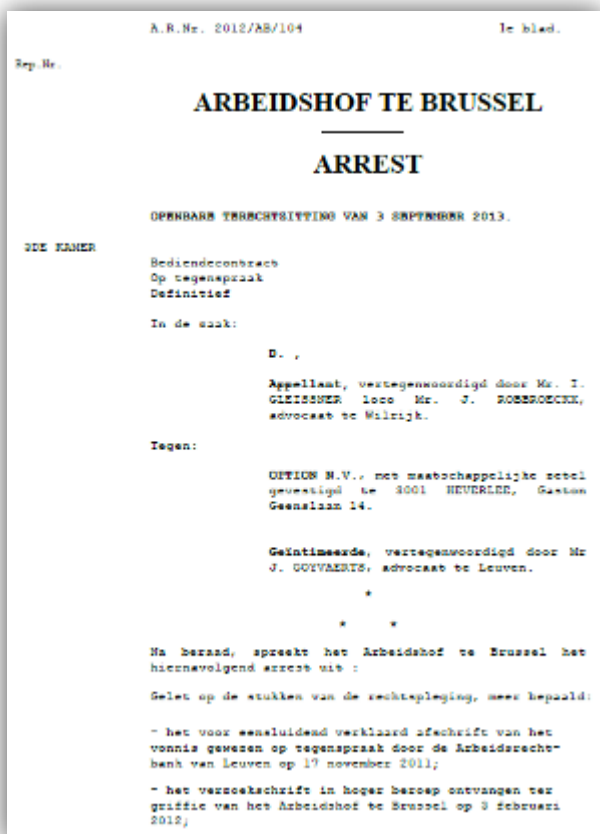 A.R.Nr. 2012/AB/104 1e blad.
Rep.Nr.
ARBEIDSHOF TE BRUSSEL
ARREST
OPENBARE TERECHTSITTING VAN 3 SEPTEMBER 2013.
3DE KAMER
Bediendecontract
Op tegenspraak
Definitief
In de zaak:
D. ,
Appellant, vertegenwoordigd door Mr. I.
GLEISSNER loco Mr. J. ROBBROECKX,
advocaat te Wilrijk.
Tegen:
OPTION N.V., met maatschappelijke zetel
gevestigd te 3001 HEVERLEE, Gaston
Geenslaan 14.
Geïntimeerde, vertegenwoordigd door Mr
J. GOYVAERTS, advocaat te Leuven.
*
* *
Na beraad, spreekt het Arbeidshof te Brussel het
hiernavolgend arrest uit :
Gelet op de stukken van de rechtspleging, meer bepaald:
- het voor eensluidend verklaard afschrift van het
vonnis gewezen op tegenspraak door de Arbeidsrecht-
bank van Leuven op 17 november 2011;
- het verzoekschrift in hoger beroep ontvangen ter
griffie van het Arbeidshof te Brussel op 3 februari
2012;